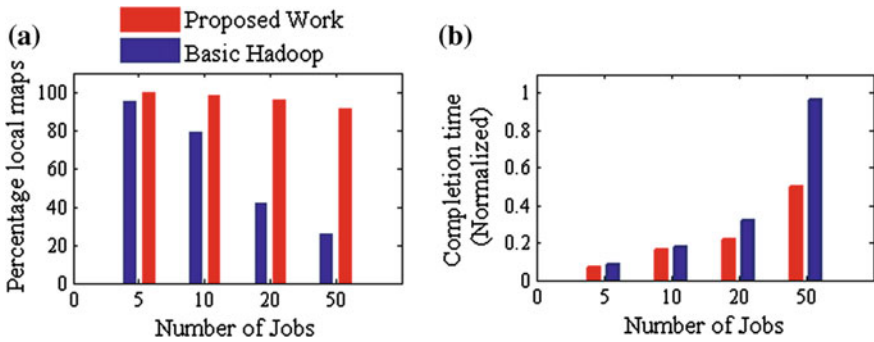 (a)
Proposed Work
Basic Hadoop
Percentage local maps
100
80
60
40
20
0
0 5 10 20 50
Number of Jobs
(b)
Completion time
(Normalized)
1
0.8
0.6
0.4
0.2
0
0 5 10 20 50
Number of Jobs